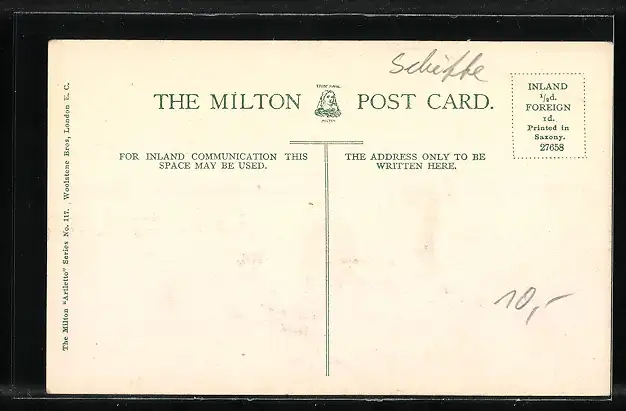 Schiffe
THE MILTON POST CARD.
INLAND
½d.
FOREIGN
1d.
Printed in
Saxony.
27658
FOR INLAND COMMUNICATION THIS
SPACE MAY BE USED.
THE ADDRESS ONLY TO BE
WRITTEN HERE.
10,-
The Milton "Artletto" Series No. 117. Woolstone Bros, London E. C.